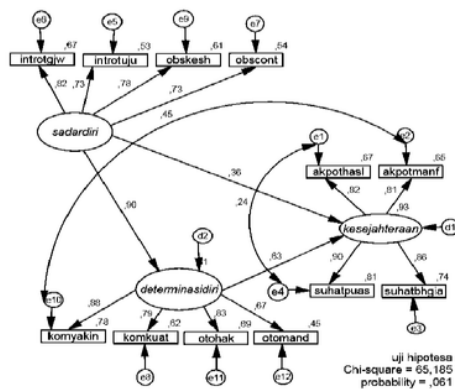 e6
e5
e9
e7
,67
,53
,61
,54
introtgjw
introtuju
obskesh
obscont
,82
,73
,78
,73
,45
sadardiri
e1
e2
,67
,65
akpothasl
akpotmanf
,36
,82
,81
,24
,93
kesejahteraan
d1
,90
d2
,63
,90
,86
determinasidiri
,81
,74
e4
suhatpuas
suhatbhgia
e10
,88
,79
,83
,67
,78
,62
,69
,45
komyakin
komkuat
otohak
otomand
e3
e8
e11
e12
uji hipotesa
Chi-square = 65,185
probability = ,061